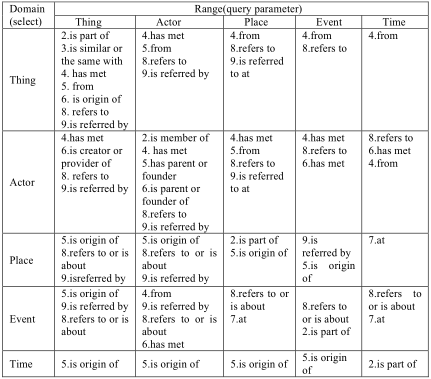 Domain
(select)
Range(query parameter)
Thing
Actor
Place
Event
Time
Thing
2.is part of
3.is similar or
the same with
4. has met
5. from
6. is origin of
8. refers to
9.is referred by
4.has met
5.from
8.refers to
9.is referred by
4.from
8.refers to
9.is referred
to at
4.from
8.refers to
4.from
Actor
4.has met
6.is creator or
provider of
8. refers to
9.is referred by
2.is member of
4. has met
5.has parent or
founder
6.is parent or
founder of
8.refers to
9.is referred by
4.has met
5.from
8.refers to
9.is referred
to at
4.has met
8.refers to
6.has met
8.refers to
6.has met
4.from
Place
5.is origin of
8.refers to or is
about
9.isreferred by
5.is origin of
8.refers to or is
about
9.is referred by
2.is part of
5.is origin of
9.is
referred by
5.is origin
of
7.at
Event
5.is origin of
9.is referred by
8.refers to or is
about
4.from
9.is referred by
8.refers to or is
about
6.has met
8.refers to or
is about
7.at
8.refers to
or is about
2.is part of
8.refers to
or is about
7.at
Time
5.is origin of
5.is origin of
5.is origin of
5.is origin
of
2.is part of